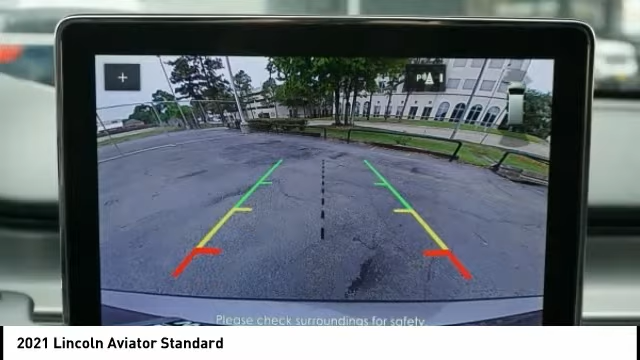 +
Please check surroundings for safety.
2021 Lincoln Aviator Standard